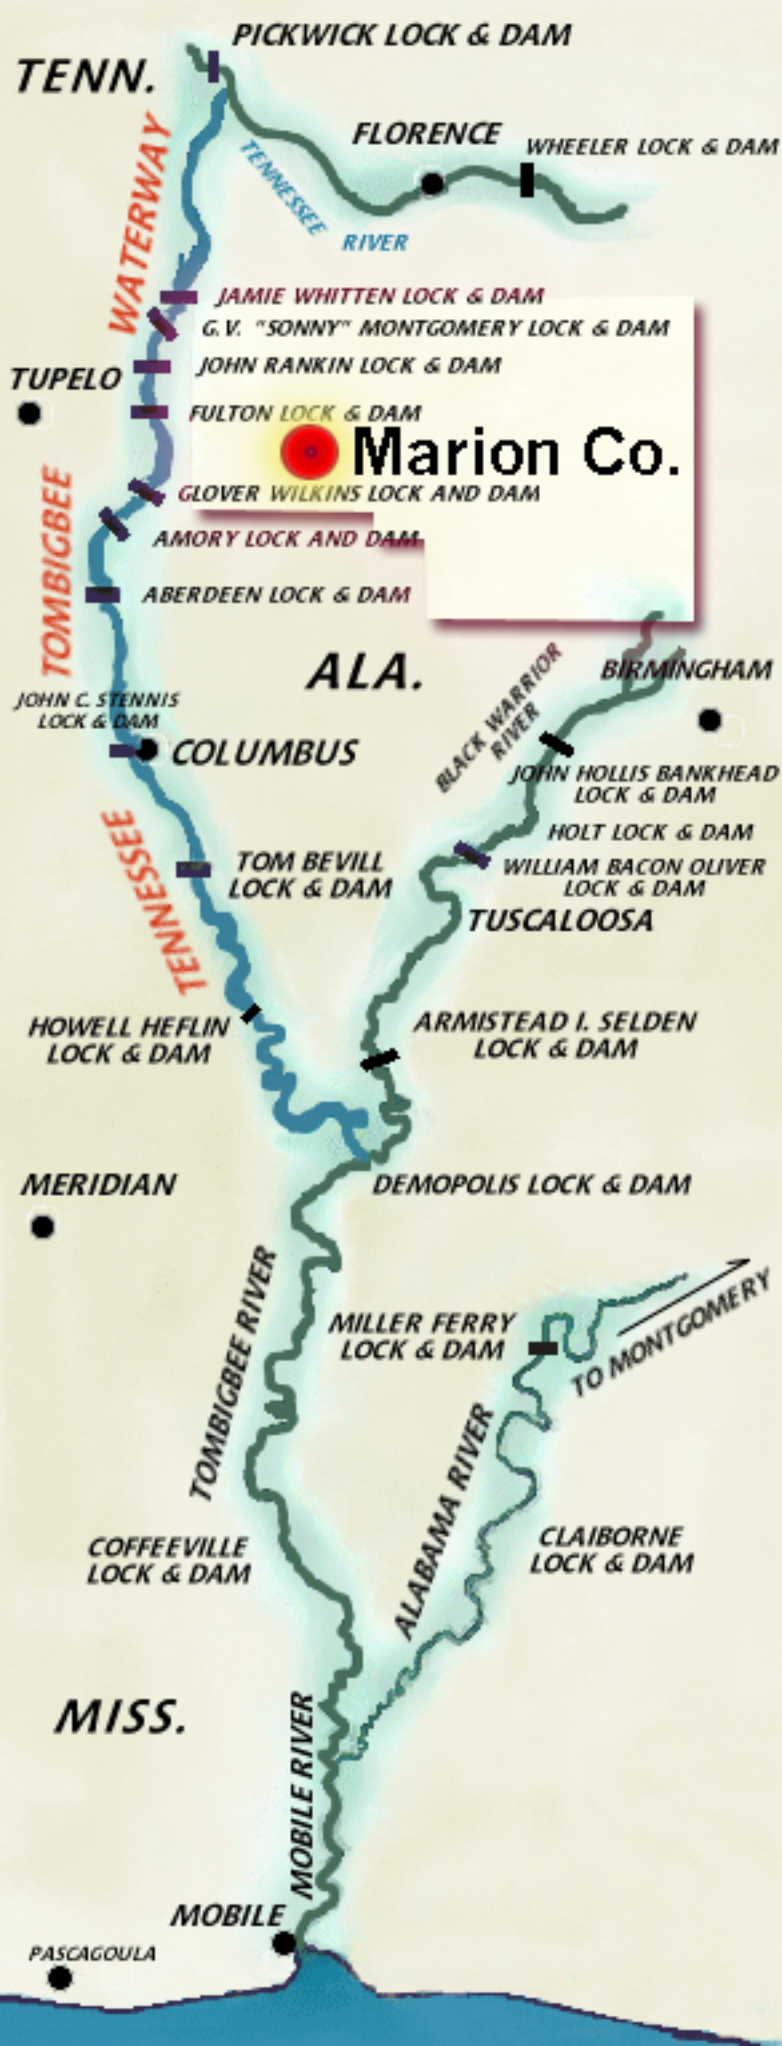 PICKWICK LOCK & DAM
TENN.
FLORENCE
WHEELER LOCK & DAM
WATERWAY
TENNESSEE
RIVER
JAMIE WHITTEN LOCK & DAM
G.V. "SONNY" MONTGOMERY LOCK & DAM
JOHN RANKIN LOCK & DAM
TUPELO
FULTON LOCK & DAM
Marion Co.
GLOVER WILKINS LOCK AND DAM
TOMBIGBEE
AMORY LOCK AND DAM
ABERDEEN LOCK & DAM
ALA.
BLACK WARRIOR
RIVER
BIRMINGHAM
JOHN C. STENNIS
LOCK & DAM
COLUMBUS
JOHN HOLLIS BANKHEAD
LOCK & DAM
HOLT LOCK & DAM
TENNESSEE
TOM BEVILL
LOCK & DAM
WILLIAM BACON OLIVER
LOCK & DAM
TUSCALOOSA
HOWELL HEFLIN
LOCK & DAM
ARMISTEAD I. SELDEN
LOCK & DAM
MERIDIAN
DEMOPOLIS LOCK & DAM
TOMBIGBEE RIVER
MILLER FERRY
LOCK & DAM
TO MONTGOMERY
ALABAMA RIVER
COFFEEVILLE
LOCK & DAM
CLAIBORNE
LOCK & DAM
MISS.
MOBILE RIVER
MOBILE
PASCAGOULA